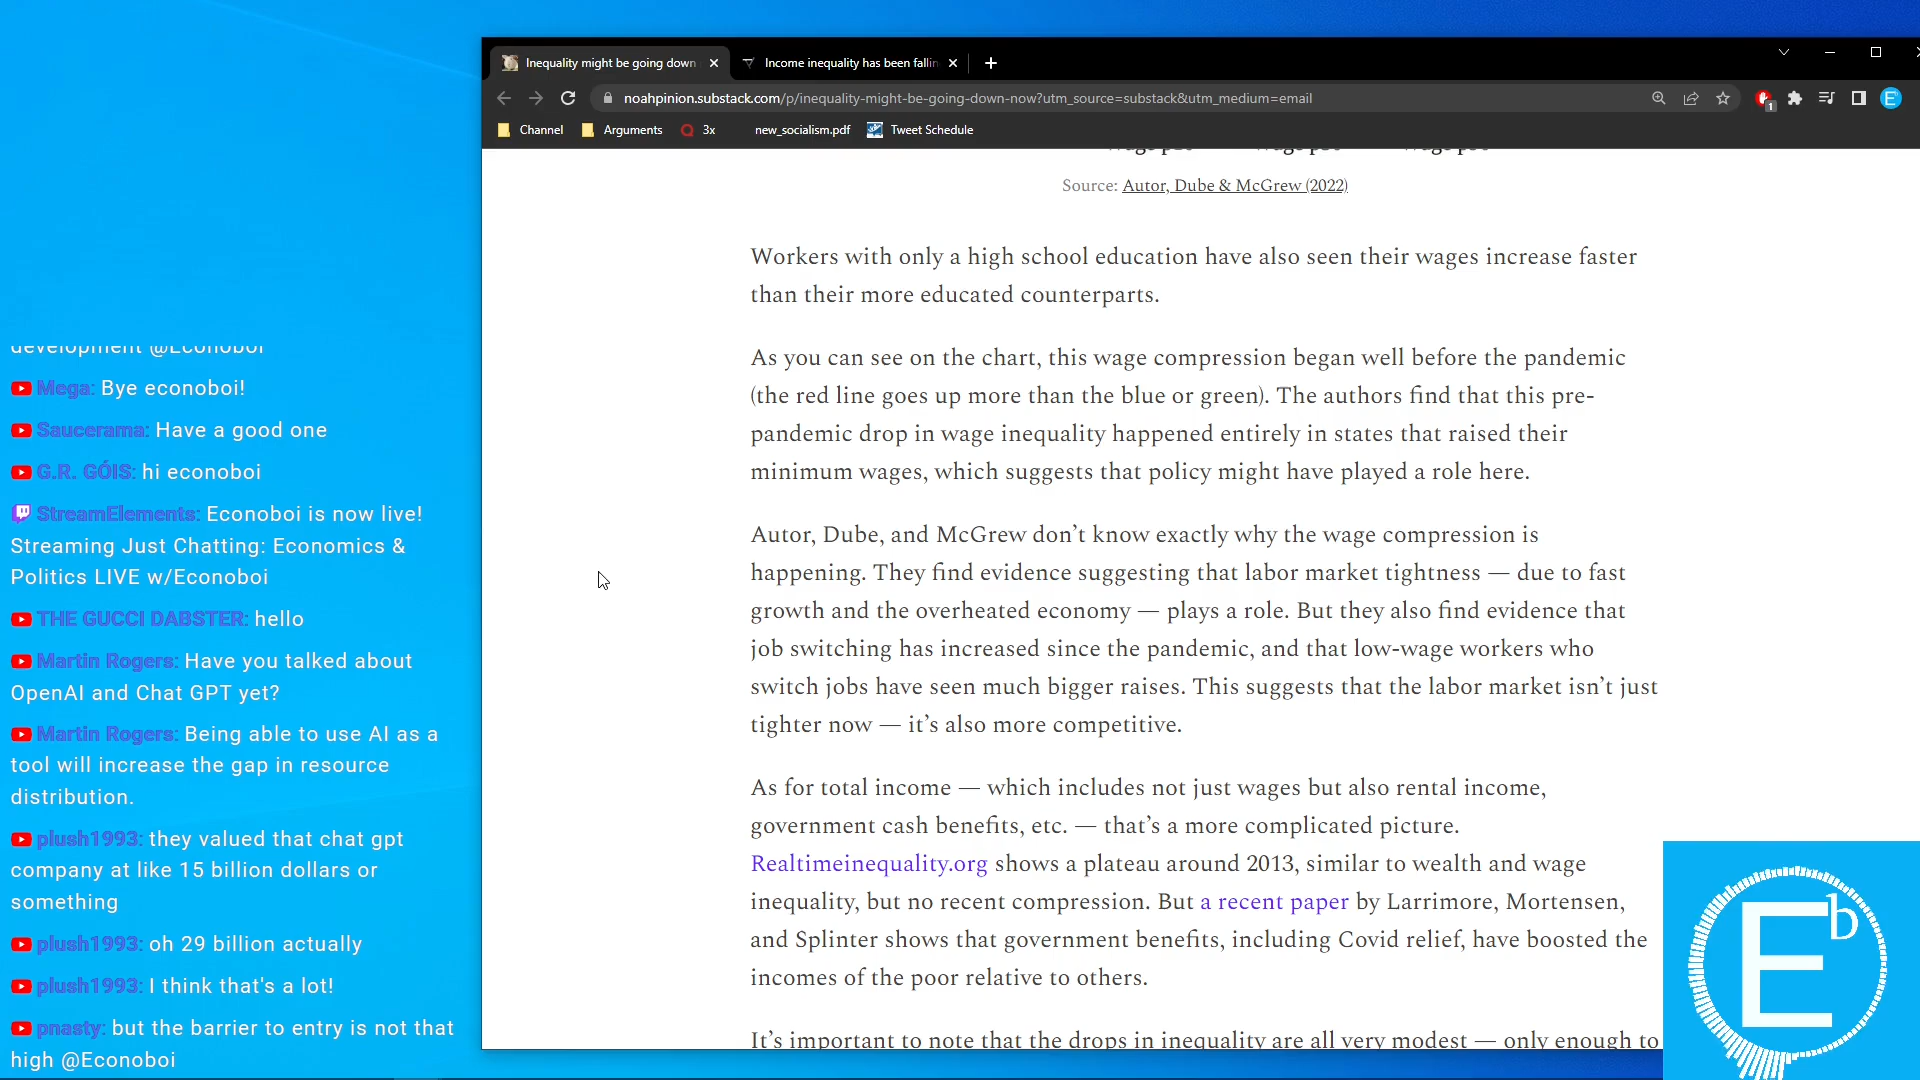 Inequality might be going down
Income inequality has been fallin
noahpinion.substack.com/p/inequality-might-be-going-down-now?utm_source=substack&utm_medium=email
1
E
Channel
Arguments
3x
new_socialism.pdf
Tweet Schedule
Source: Autor, Dube & McGrew (2022)
Workers with only a high school education have also seen their wages increase faster
than their more educated counterparts.
As you can see on the chart, this wage compression began well before the pandemic
(the red line goes up more than the blue or green). The authors find that this pre-
pandemic drop in wage inequality happened entirely in states that raised their
minimum wages, which suggests that policy might have played a role here.
Autor, Dube, and McGrew don’t know exactly why the wage compression is
happening. They find evidence suggesting that labor market tightness — due to fast
growth and the overheated economy — plays a role. But they also find evidence that
job switching has increased since the pandemic, and that low-wage workers who
switch jobs have seen much bigger raises. This suggests that the labor market isn’t just
tighter now — it’s also more competitive.
As for total income — which includes not just wages but also rental income,
government cash benefits, etc. — that’s a more complicated picture.
Realtimeinequality.org shows a plateau around 2013, similar to wealth and wage
inequality, but no recent compression. But a recent paper by Larrimore, Mortensen,
and Splinter shows that government benefits, including Covid relief, have boosted the
incomes of the poor relative to others.
It’s important to note that the drops in inequality are all very modest — only enough to
development @Econoboi
Mega: Bye econoboi!
Saucerama: Have a good one
G.R. GÓIS: hi econoboi
StreamElements: Econoboi is now live!
Streaming Just Chatting: Economics &
Politics LIVE w/Econoboi
THE GUCCI DABSTER: hello
Martin Rogers: Have you talked about
OpenAI and Chat GPT yet?
Martin Rogers: Being able to use AI as a
tool will increase the gap in resource
distribution.
plush1993: they valued that chat gpt
company at like 15 billion dollars or
something
plush1993: oh 29 billion actually
plush1993: I think that's a lot!
pnasty: but the barrier to entry is not that
high @Econoboi
Eb